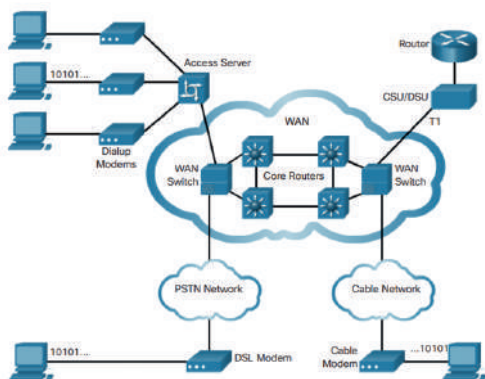 Router
10101...
Access Server
CSU/DSU
T1
WAN
Dialup
Modems
WAN
Switch
Core Routers
WAN
Switch
PSTN Network
Cable Network
10101...
DSL Modem
Cable
Modem
...10101